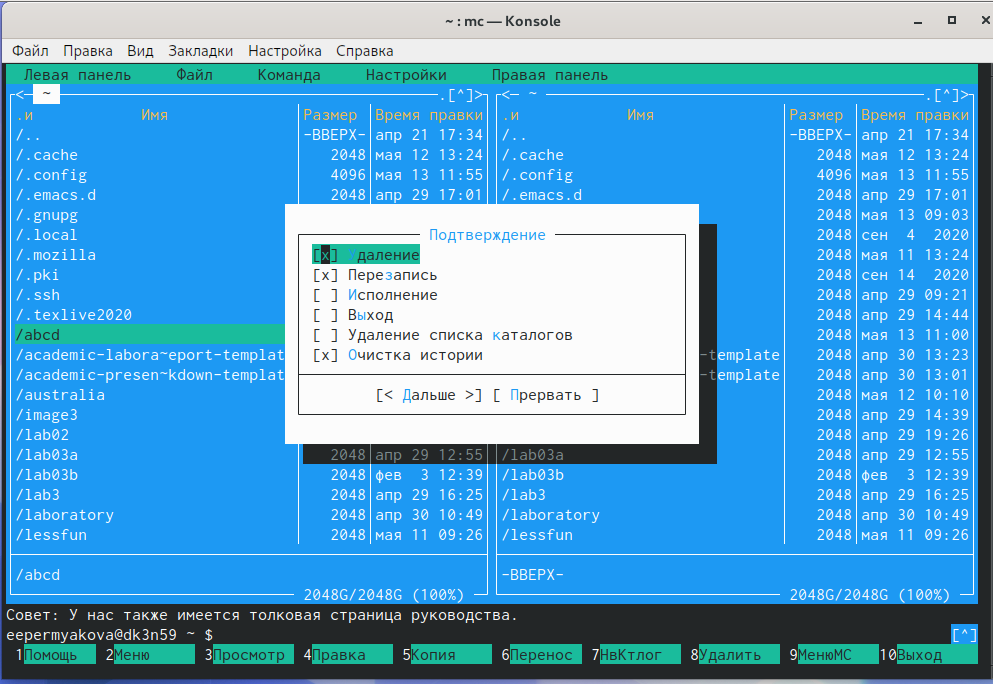 ~ : mc — Konsole
Файл Правка Вид Закладки Настройка Справка
Левая панель Файл Команда Настройки Правая панель
<─ ~ ─.[^]>┐┌<─ ~ ─.[^]>
.и Имя Размер Время правки .и Имя Размер Время правки
/.. -ВВЕРХ- апр 21 17:34 /.. -ВВЕРХ- апр 21 17:34
/.cache 2048 мая 12 13:24 /.cache 2048 мая 12 13:24
/.config 4096 мая 13 11:55 /.config 4096 мая 13 11:55
/.emacs.d 2048 апр 29 17:01 /.emacs.d 2048 апр 29 17:01
/.gnupg 2048 мая 13 09:03
/.local Подтверждение 2048 сен 4 2020
/.mozilla [x] Удаление 2048 мая 11 13:24
/.pki [x] Перезапись 2048 сен 14 2020
/.ssh [ ] Исполнение 2048 апр 29 09:21
/.texlive2020 [ ] Выход 2048 апр 29 14:44
/abcd [ ] Удаление списка каталогов 2048 мая 13 11:00
/academic-labora~eport-templat [x] Очистка истории -template 2048 апр 30 13:23
/academic-presen~kdown-templat -template 2048 апр 30 13:01
/australia [< Дальше >] [ Прервать ] 2048 мая 12 10:10
/image3 2048 апр 29 14:39
/lab02 2048 апр 29 19:26
/lab03a 2048 апр 29 12:55 /lab03a 2048 апр 29 12:55
/lab03b 2048 фев 3 12:39 /lab03b 2048 фев 3 12:39
/lab3 2048 апр 29 16:25 /lab3 2048 апр 29 16:25
/laboratory 2048 апр 30 10:49 /laboratory 2048 апр 30 10:49
/lessfun 2048 мая 11 09:26 /lessfun 2048 мая 11 09:26
/abcd -ВВЕРХ-
2048G/2048G (100%) 2048G/2048G (100%)
Совет: У нас также имеется толковая страница руководства.
eepermyakova@dk3n59 ~ $ [^]
1Помощь 2Меню 3Просмотр 4Правка 5Копия 6Перенос 7НвКтлог 8Удалить 9МенюMC 10Выход